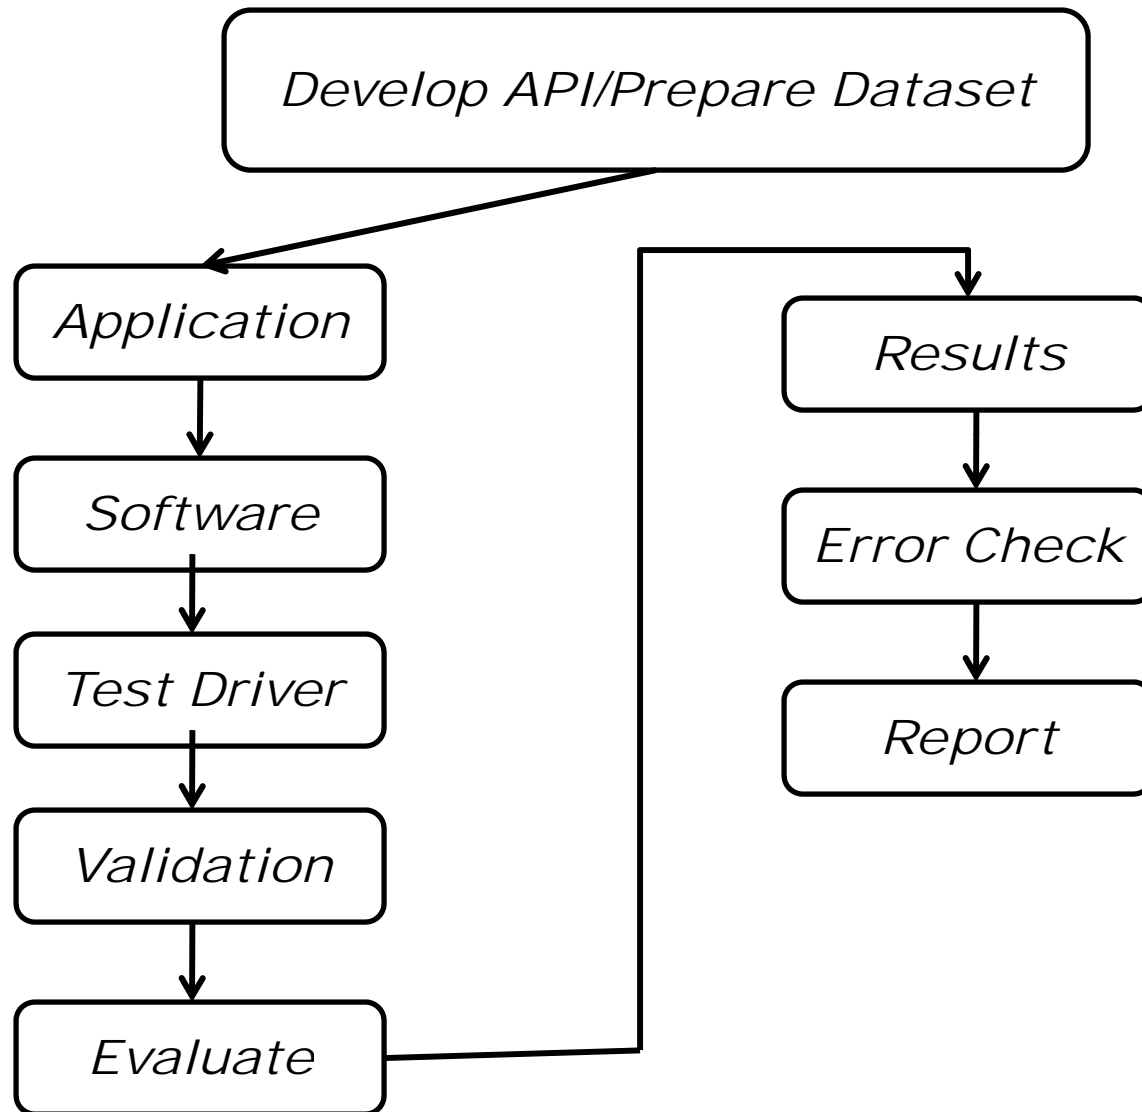 Develop API/Prepare Dataset
Application
Software
Test Driver
Validation
Evaluate
Results
Error Check
Report